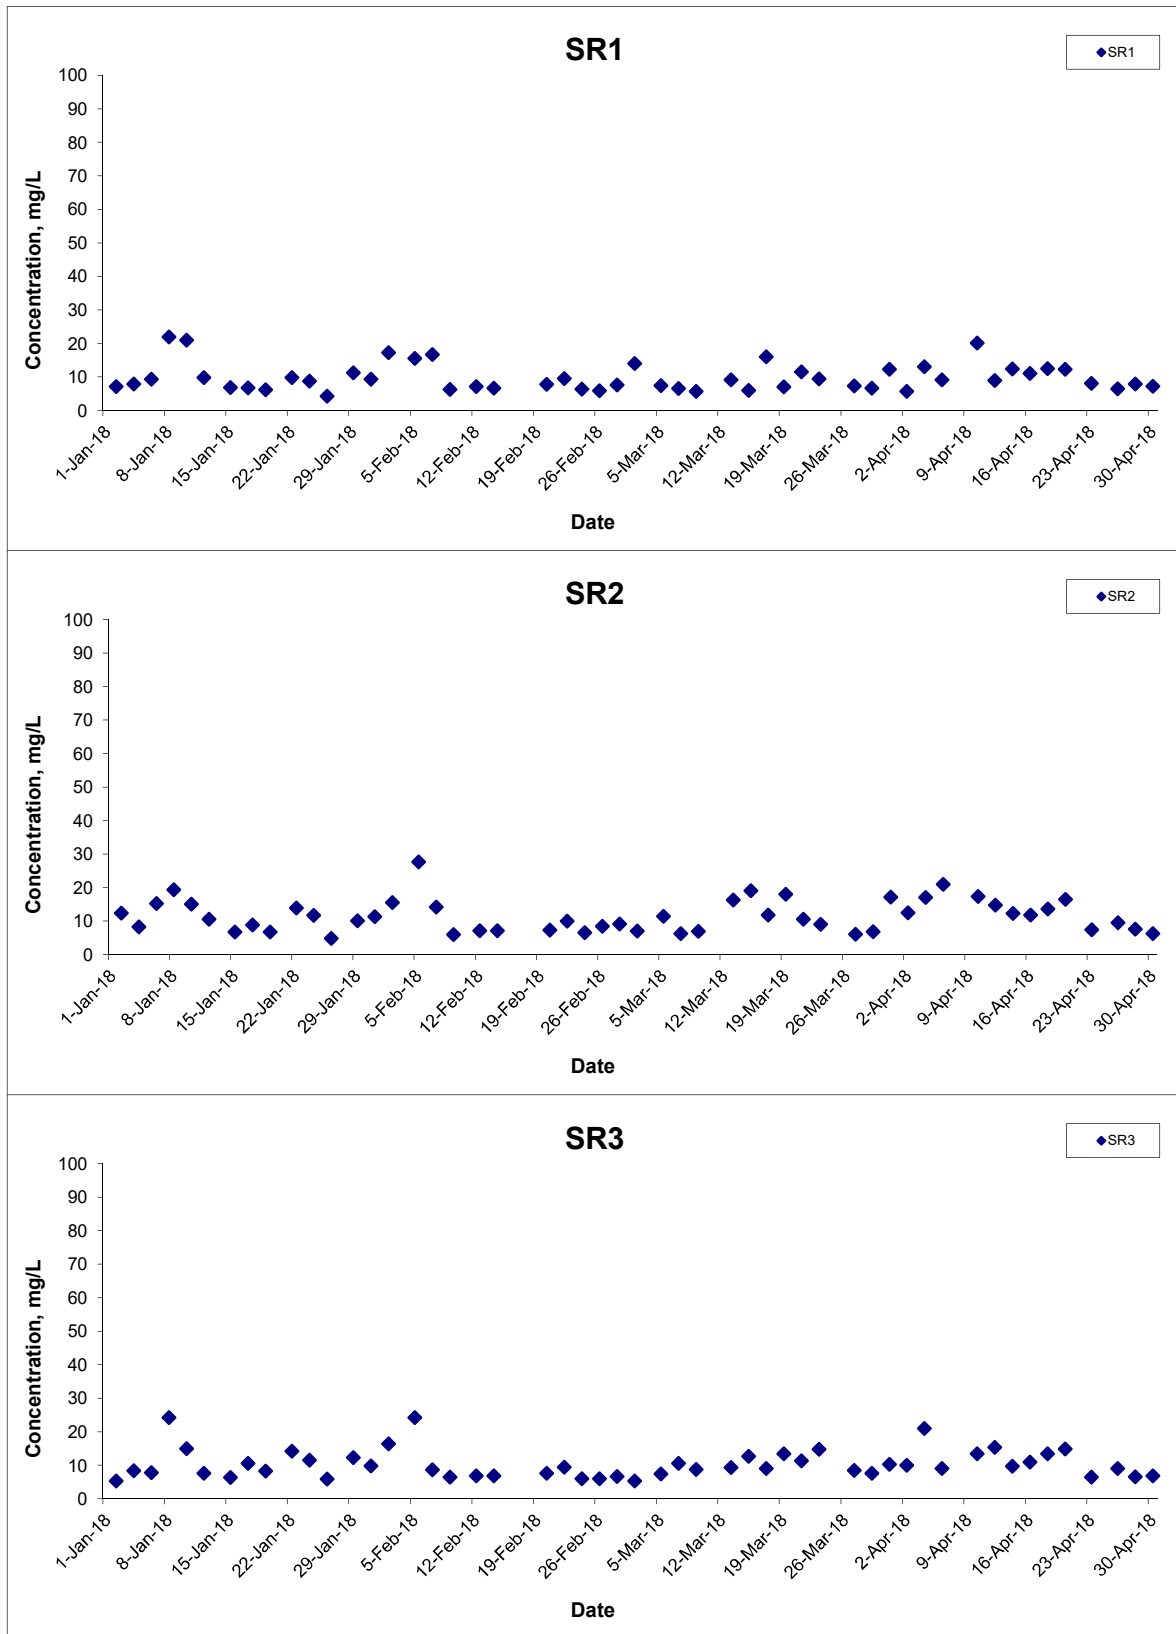 SR1
SR1
Concentration, mg/L
100
90
80
70
60
50
40
30
20
10
0
1-Jan-18
8-Jan-18
15-Jan-18
22-Jan-18
29-Jan-18
5-Feb-18
12-Feb-18
19-Feb-18
26-Feb-18
5-Mar-18
12-Mar-18
19-Mar-18
26-Mar-18
2-Apr-18
9-Apr-18
16-Apr-18
23-Apr-18
30-Apr-18
Date
SR2
SR2
Concentration, mg/L
100
90
80
70
60
50
40
30
20
10
0
1-Jan-18
8-Jan-18
15-Jan-18
22-Jan-18
29-Jan-18
5-Feb-18
12-Feb-18
19-Feb-18
26-Feb-18
5-Mar-18
12-Mar-18
19-Mar-18
26-Mar-18
2-Apr-18
9-Apr-18
16-Apr-18
23-Apr-18
30-Apr-18
Date
SR3
SR3
Concentration, mg/L
100
90
80
70
60
50
40
30
20
10
0
1-Jan-18
8-Jan-18
15-Jan-18
22-Jan-18
29-Jan-18
5-Feb-18
12-Feb-18
19-Feb-18
26-Feb-18
5-Mar-18
12-Mar-18
19-Mar-18
26-Mar-18
2-Apr-18
9-Apr-18
16-Apr-18
23-Apr-18
30-Apr-18
Date